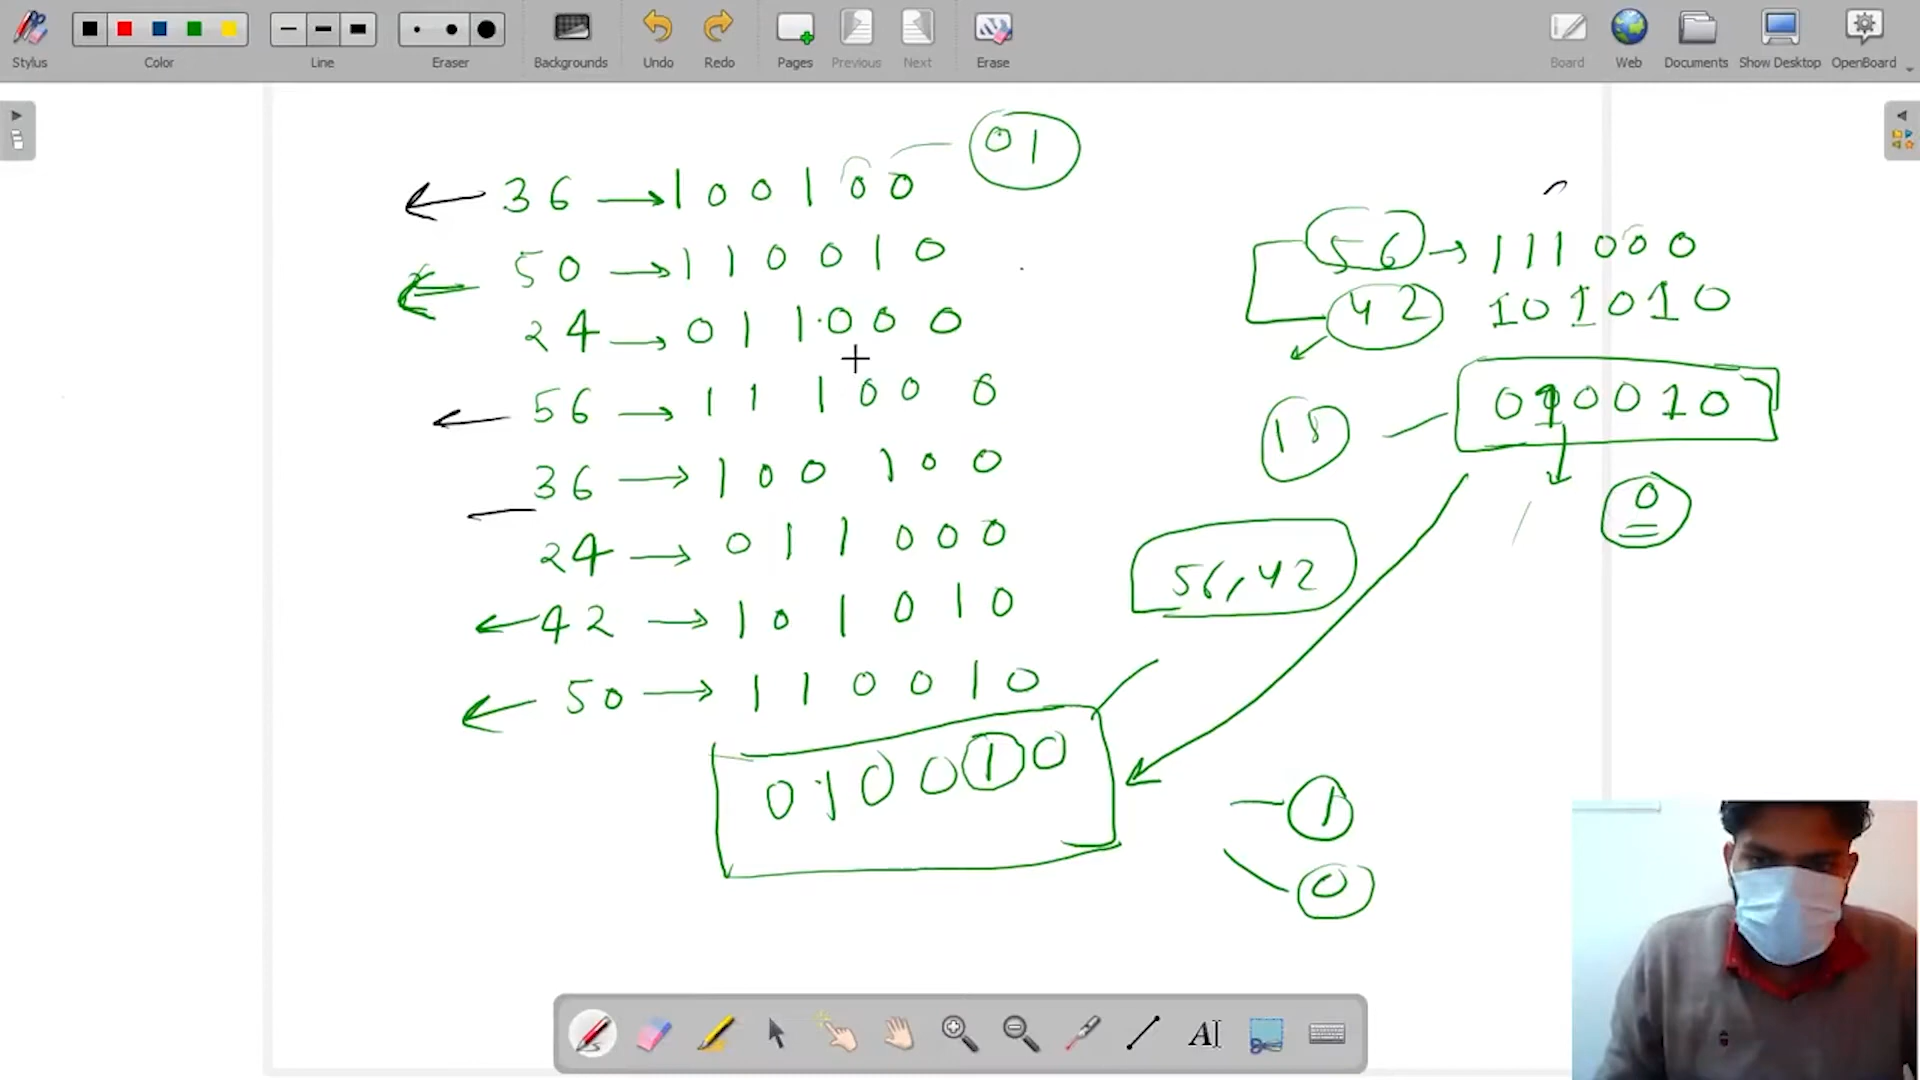 Stylus
Color
Line
Eraser
Backgrounds
Undo
Redo
Pages
Previous
Next
Erase
Board
Web
Documents
Show Desktop
OpenBoard
01
36 → 100100
50 → 110010
24 → 011000
56 → 111000
36 → 100100
24 → 011000
42 → 101010
50 → 110010
010010
56 → 111000
42 101010
010010
18
0
56,42
1
0
AI